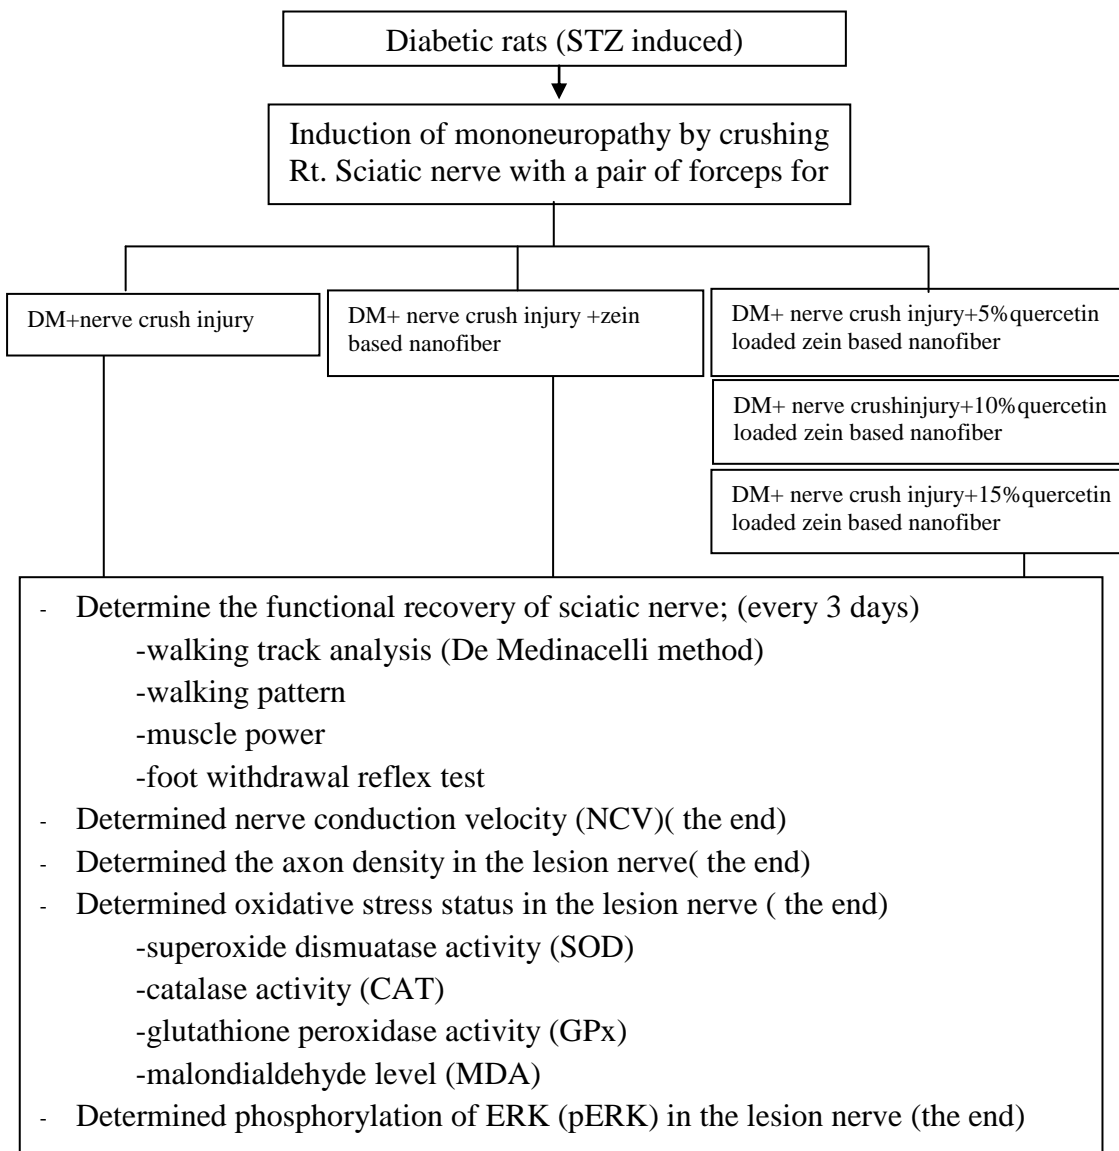 Diabetic rats (STZ induced)
Induction of mononeuropathy by crushing
Rt. Sciatic nerve with a pair of forceps for
DM+nerve crush injury
DM+ nerve crush injury +zein
based nanofiber
DM+ nerve crush injury+5%quercetin
loaded zein based nanofiber
DM+ nerve crushinjury+10%quercetin
loaded zein based nanofiber
DM+ nerve crush injury+15%quercetin
loaded zein based nanofiber
- Determine the functional recovery of sciatic nerve; (every 3 days)
-walking track analysis (De Medinacelli method)
-walking pattern
-muscle power
-foot withdrawal reflex test
- Determined nerve conduction velocity (NCV)( the end)
- Determined the axon density in the lesion nerve( the end)
- Determined oxidative stress status in the lesion nerve ( the end)
-superoxide dismuatase activity (SOD)
-catalase activity (CAT)
-glutathione peroxidase activity (GPx)
-malondialdehyde level (MDA)
- Determined phosphorylation of ERK (pERK) in the lesion nerve (the end)